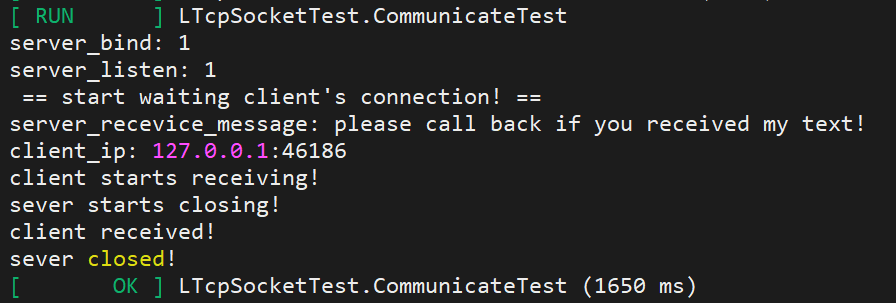 [ RUN      ] LTcpSocketTest.CommunicateTest
server_bind: 1
server_listen: 1
 == start waiting client's connection! ==
server_recevice_message: please call back if you received my text!
client_ip: 127.0.0.1:46186
client starts receiving!
sever starts closing!
client received!
sever closed!
[       OK ] LTcpSocketTest.CommunicateTest (1650 ms)